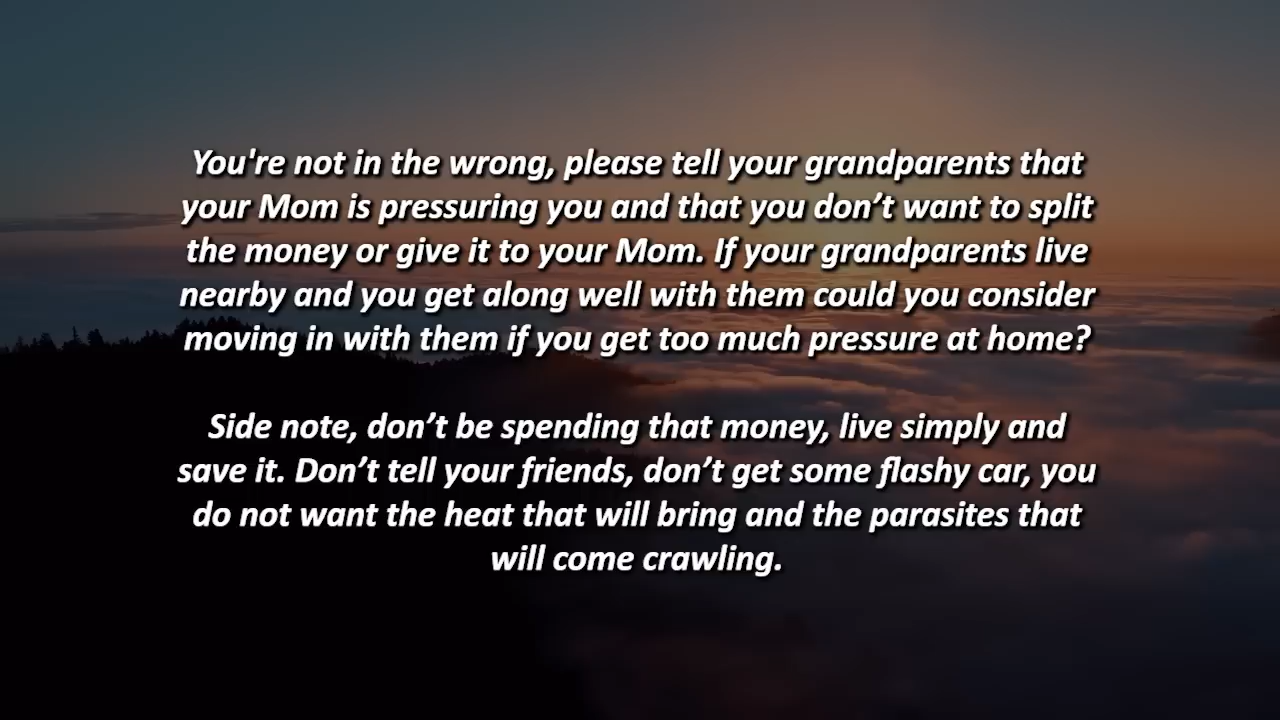 You're not in the wrong, please tell your grandparents that
your Mom is pressuring you and that you don’t want to split
the money or give it to your Mom. If your grandparents live
nearby and you get along well with them could you consider
moving in with them if you get too much pressure at home?
Side note, don’t be spending that money, live simply and
save it. Don’t tell your friends, don’t get some flashy car, you
do not want the heat that will bring and the parasites that
will come crawling.